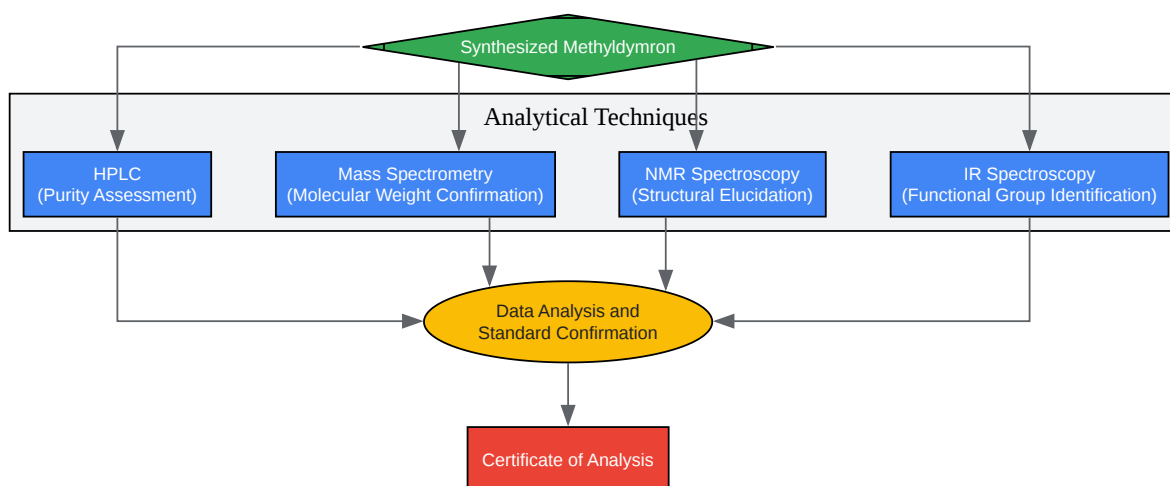 Synthesized Methyldymron
Analytical Techniques
HPLC
(Purity Assessment)
Mass Spectrometry
(Molecular Weight Confirmation)
NMR Spectroscopy
(Structural Elucidation)
IR Spectroscopy
(Functional Group Identification)
Data Analysis and
Standard Confirmation
Certificate of Analysis